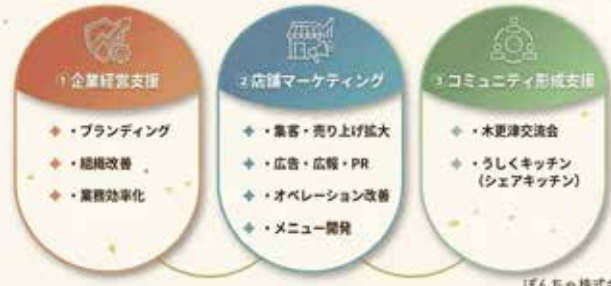 ①企業経営支援
・ブランディング
・組織改善
・業務効率化
②店舗マーケティング
・集客・売り上げ拡大
・広告・広報・PR
・オペレーション改善
・メニュー開発
③コミュニティ形成支援
・木更津交流会
・うしくキッチン
(シェアキッチン)